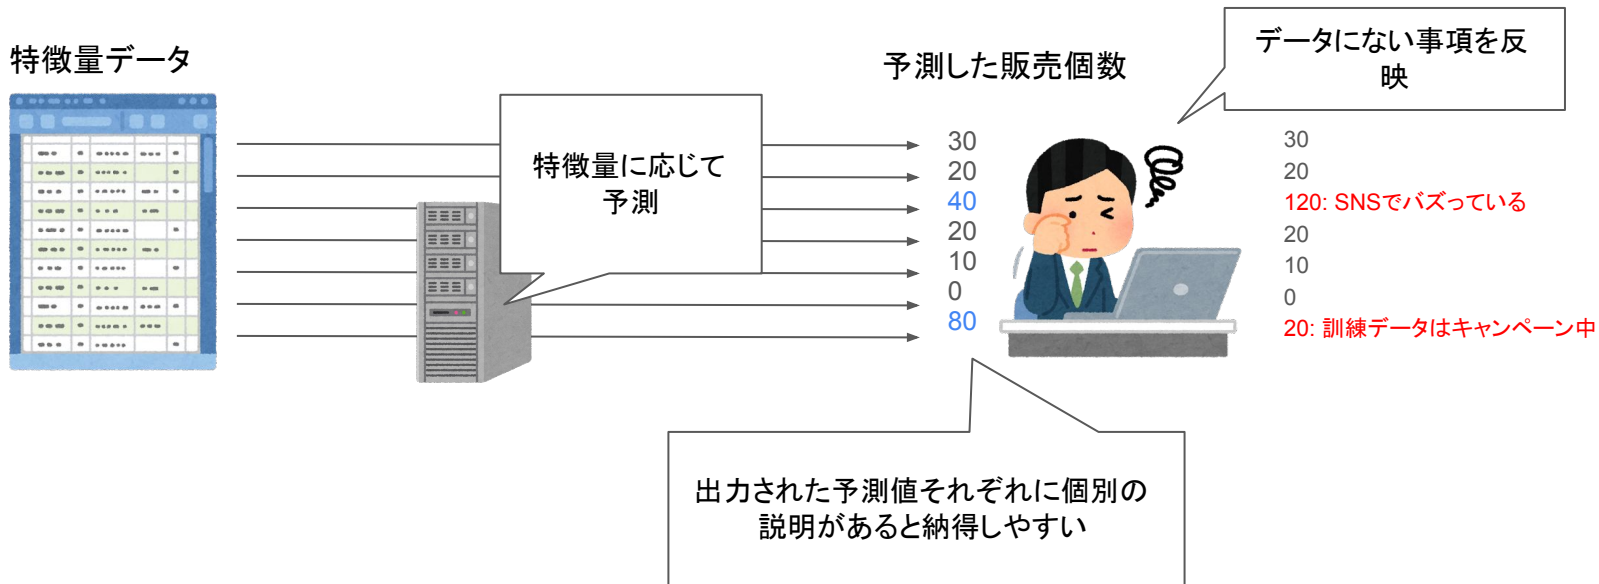 特徴量データ
特徴量に応じて
予測
予測した販売個数
30
20
40
20
10
0
80
データにない事項を反
映
30
20
120: SNSでバズっている
20
10
0
20: 訓練データはキャンペーン中
出力された予測値それぞれに個別の
説明があると納得しやすい